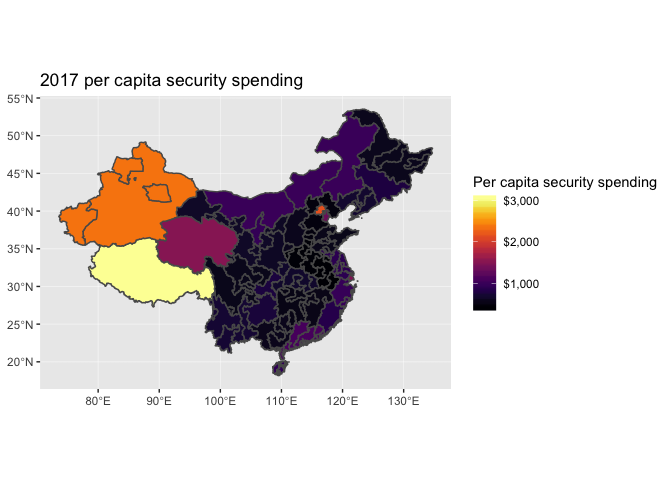 2017 per capita security spending
55°N
50°N
45°N
40°N
35°N
30°N
25°N
20°N
80°E 90°E 100°E 110°E 120°E 130°E
Per capita security spending
$3,000
$2,000
$1,000